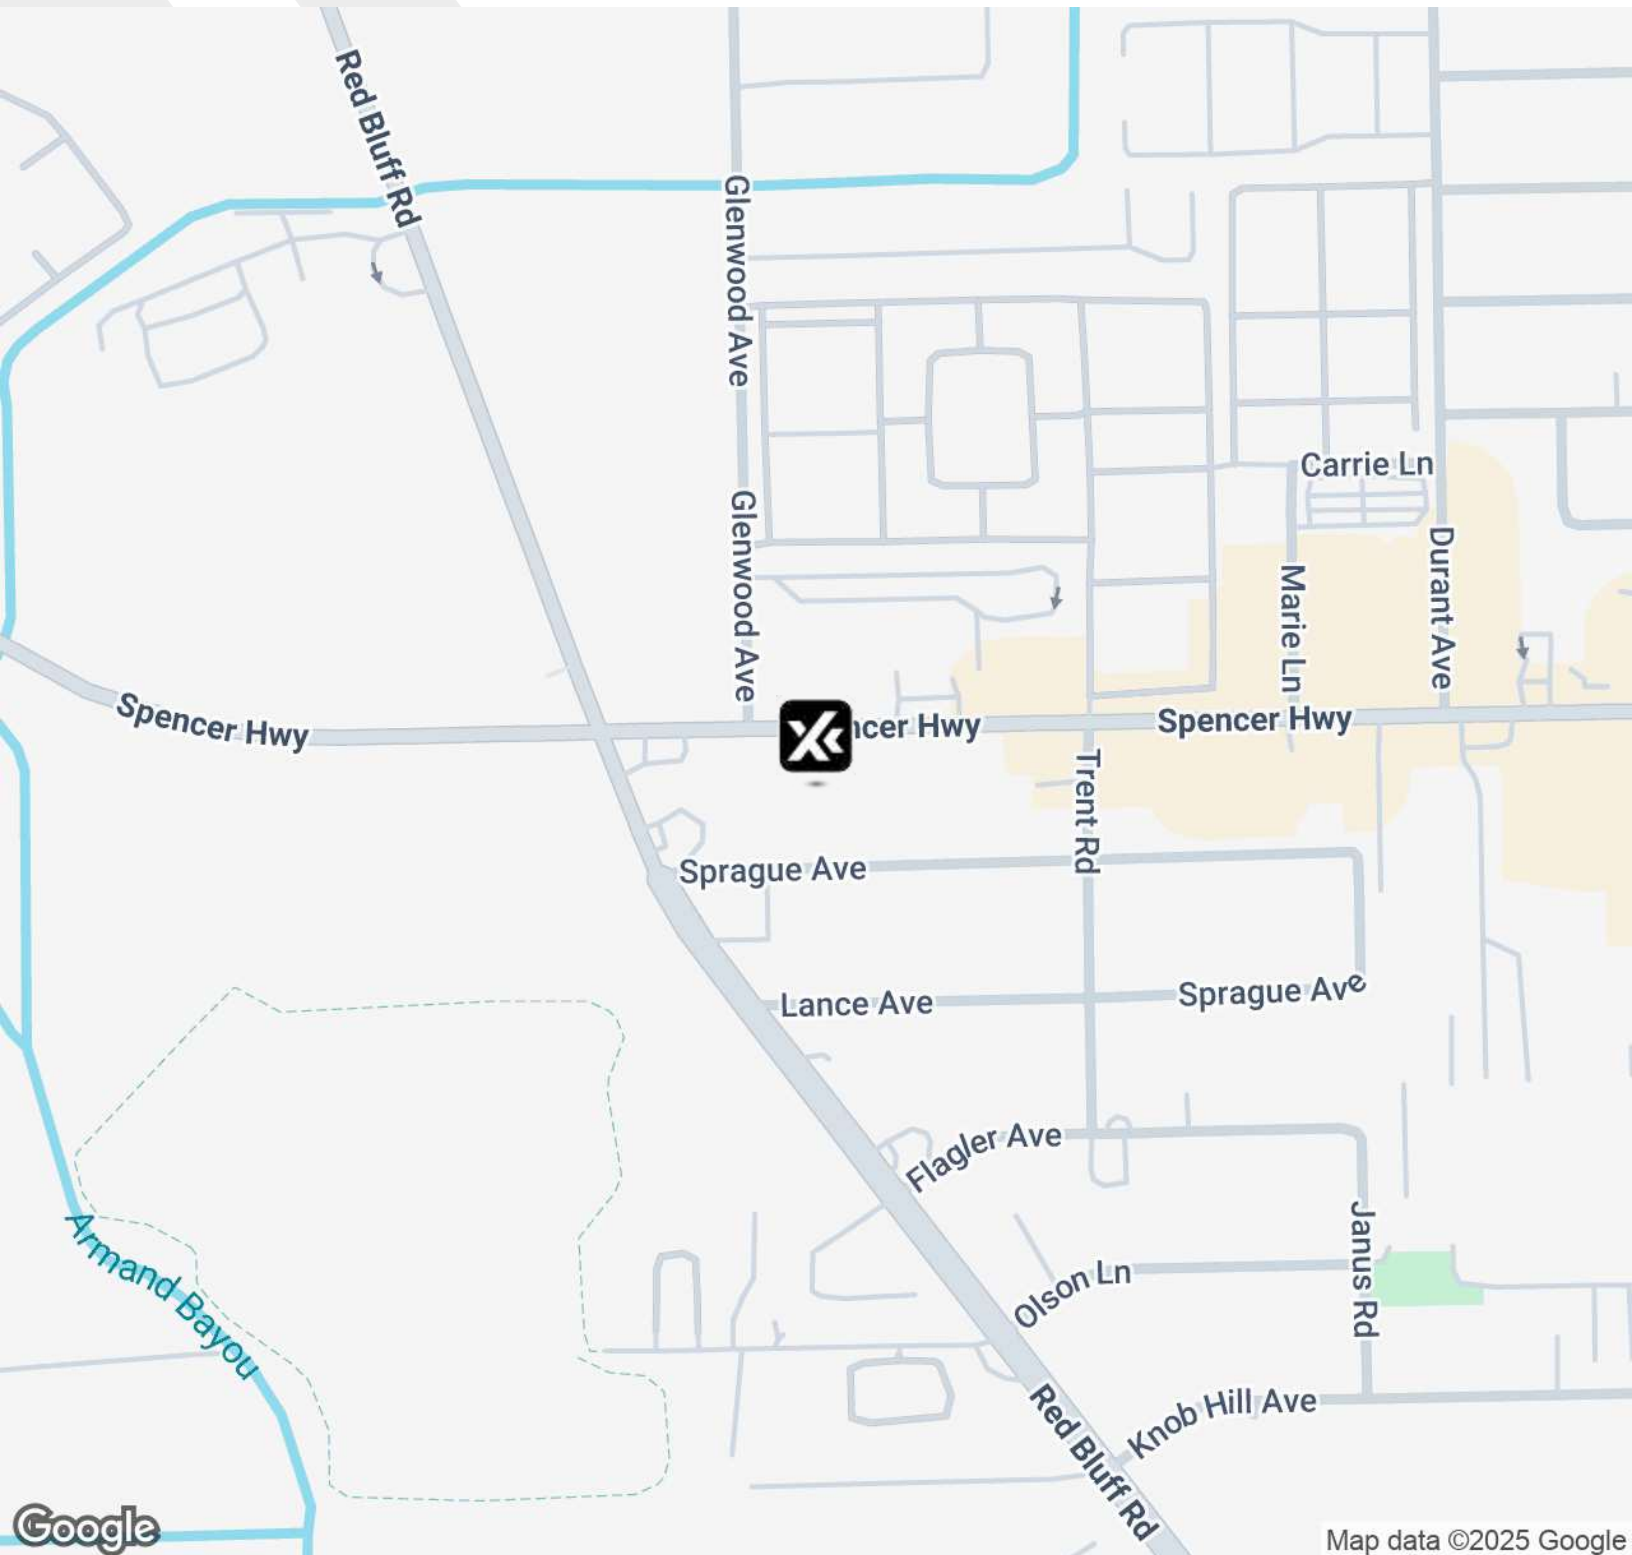 Red Bluff Rd
Glenwood Ave
Carrie Ln
Glenwood Ave
Durant Ave
Marie Ln
Spencer Hwy
ncer Hwy
Spencer Hwy
Trent Rd
Sprague Ave
Lance Ave
Sprague Ave
Flagler Ave
Janus Rd
Armand Bayou
Olson Ln
Knob Hill Ave
Red Bluff Rd
Google
Map data ©2025 Google